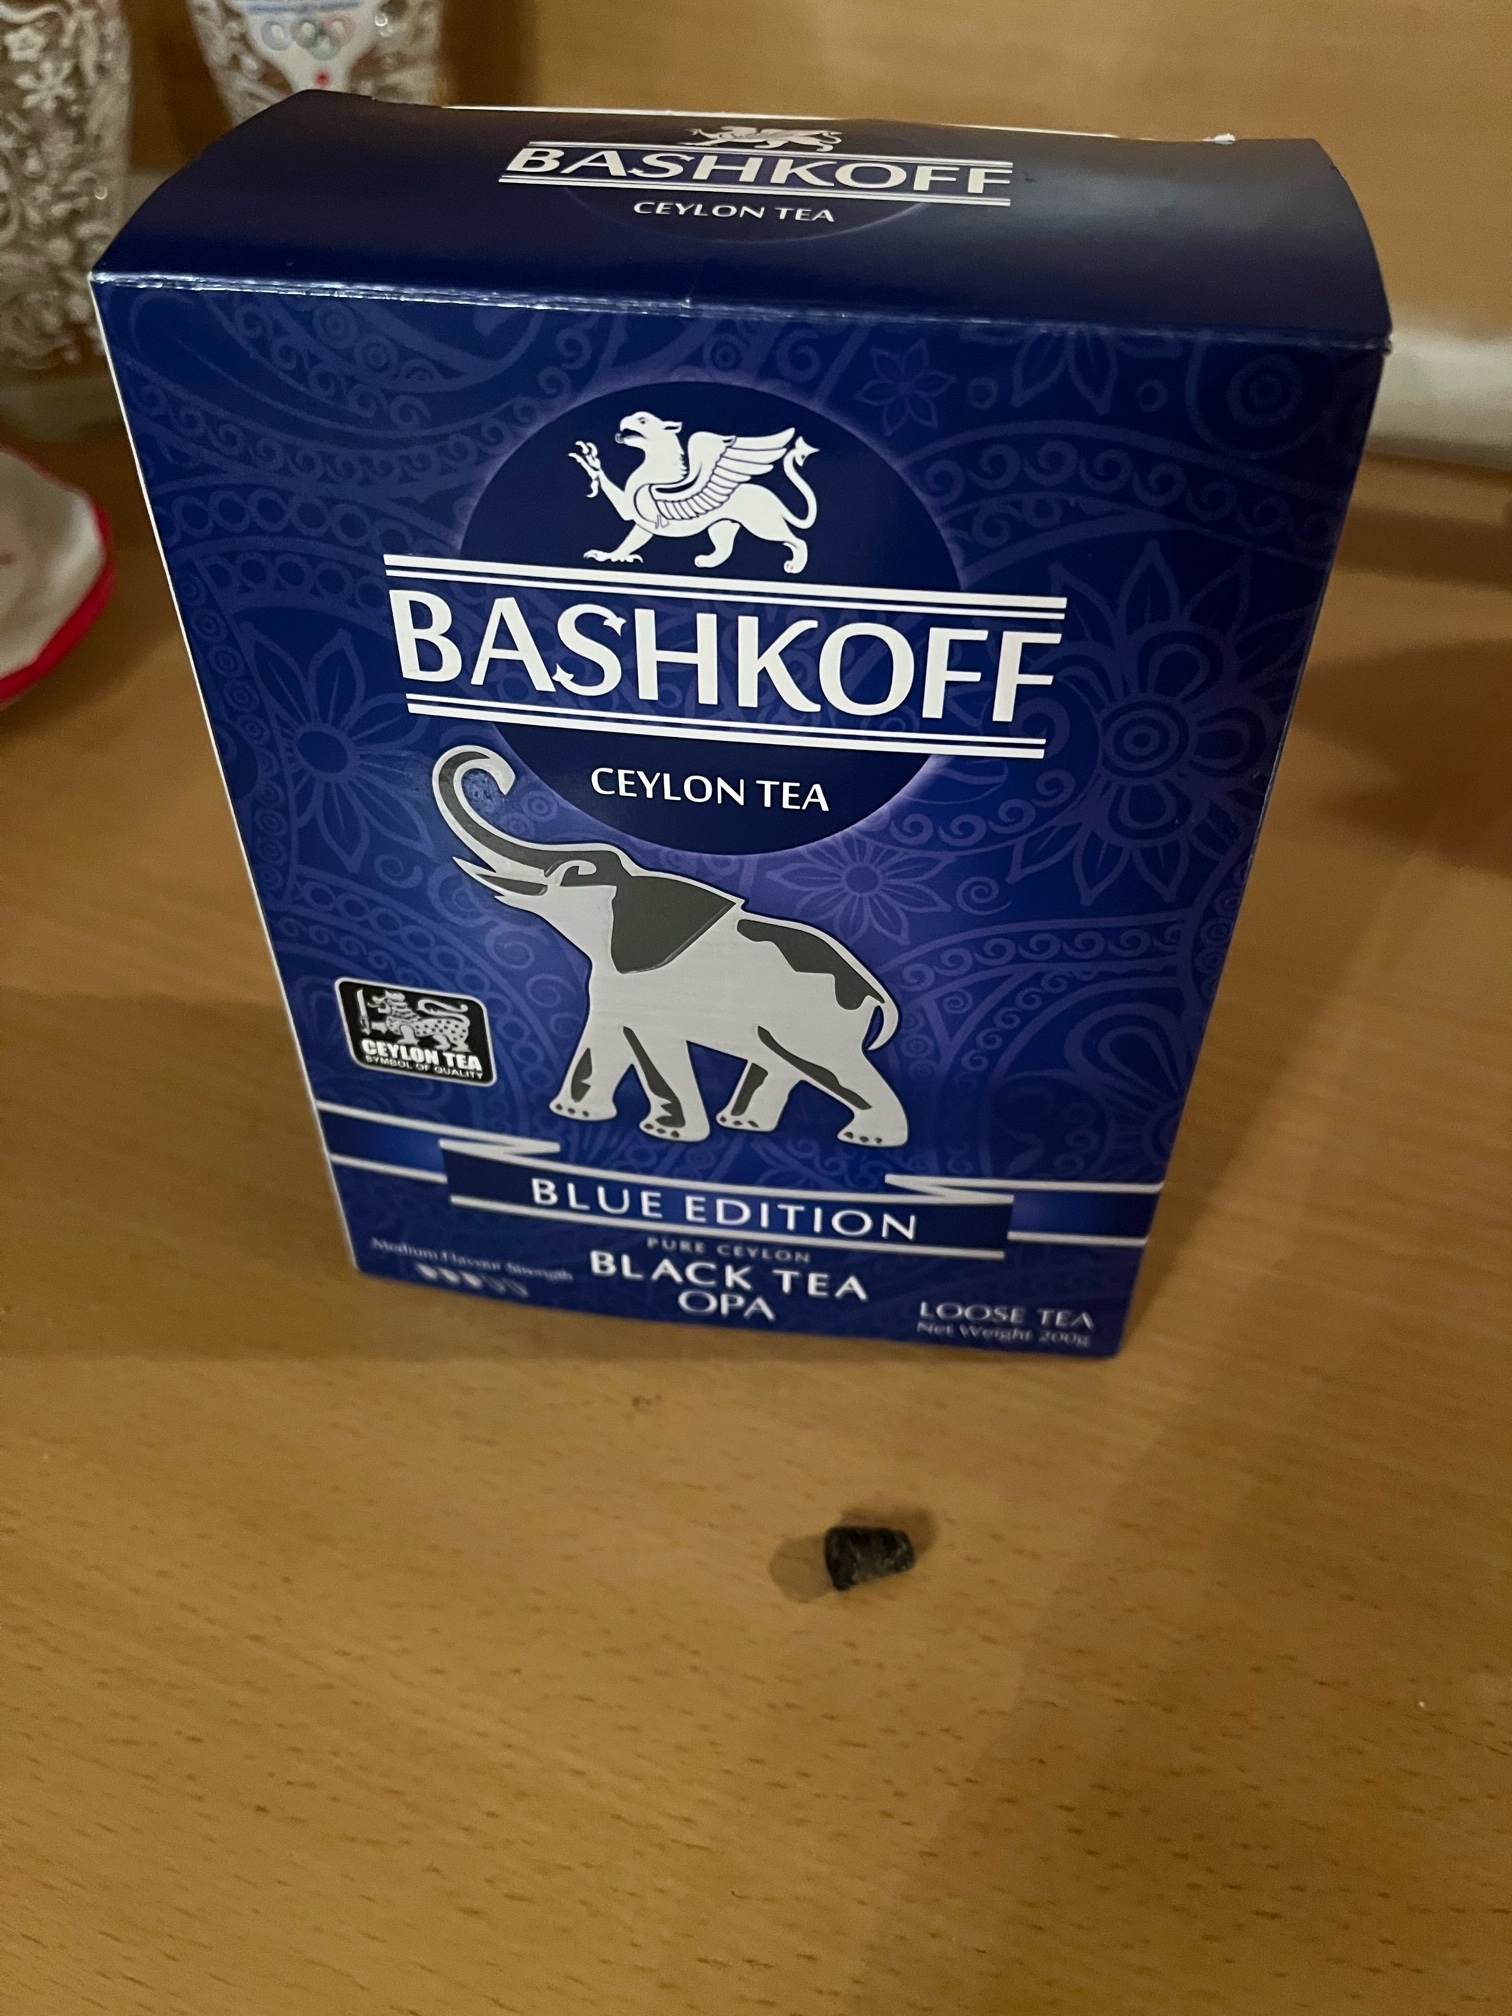 BASHKOFF
CEYLON TEA
BASHKOFF
CEYLON TEA
CEYLON TEA
SYMBOL OF QUALITY
BLUE EDITION
PURE CEYLON
BLACK TEA
OPA
Medium Flavour Strength
LOOSE TEA
Net Weight 200g